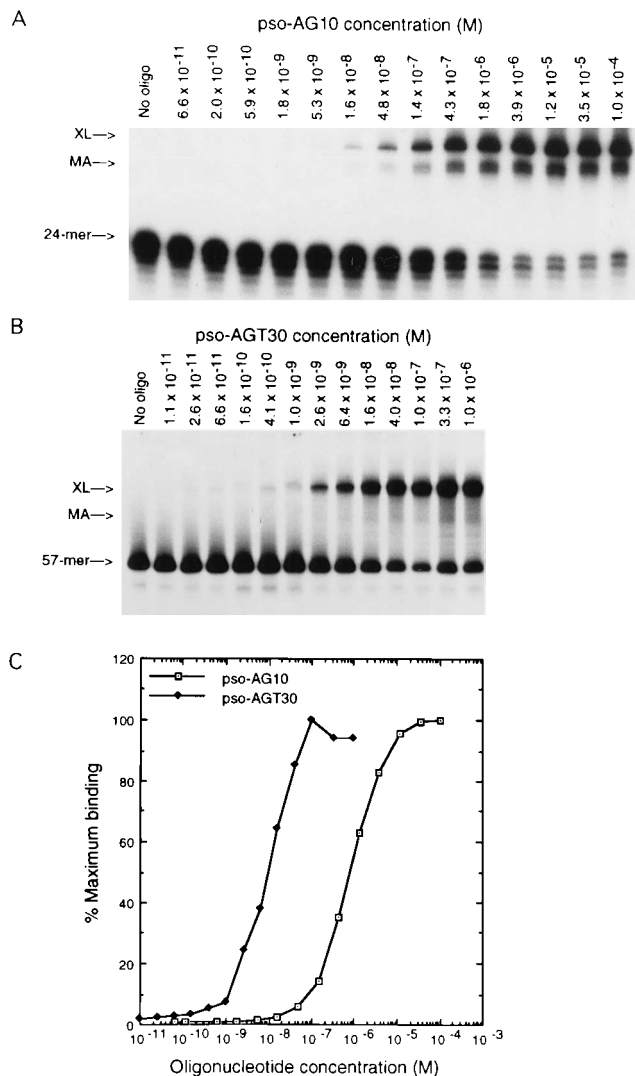 A
pso-AG10 concentration (M)
No oligo
6.6 x 10⁻¹¹
2.0 x 10⁻¹⁰
5.9 x 10⁻¹⁰
1.8 x 10⁻⁹
5.3 x 10⁻⁹
1.6 x 10⁻⁸
4.8 x 10⁻⁸
1.4 x 10⁻⁷
4.3 x 10⁻⁷
1.8 x 10⁻⁶
3.9 x 10⁻⁶
1.2 x 10⁻⁵
3.5 x 10⁻⁵
1.0 x 10⁻⁴
XL—>
MA—>
24-mer—>
B
pso-AGT30 concentration (M)
No oligo
1.1 x 10⁻¹¹
2.6 x 10⁻¹¹
6.6 x 10⁻¹¹
1.6 x 10⁻¹⁰
4.1 x 10⁻¹⁰
1.0 x 10⁻⁹
2.6 x 10⁻⁹
6.4 x 10⁻⁹
1.6 x 10⁻⁸
4.0 x 10⁻⁸
1.0 x 10⁻⁷
3.3 x 10⁻⁷
1.0 x 10⁻⁶
XL—>
MA—>
57-mer—>
C
120
100
80
60
40
20
0
% Maximum binding
pso-AG10
pso-AGT30
10⁻¹¹ 10⁻¹⁰ 10⁻⁹ 10⁻⁸ 10⁻⁷ 10⁻⁶ 10⁻⁵ 10⁻⁴ 10⁻³
Oligonucleotide concentration (M)